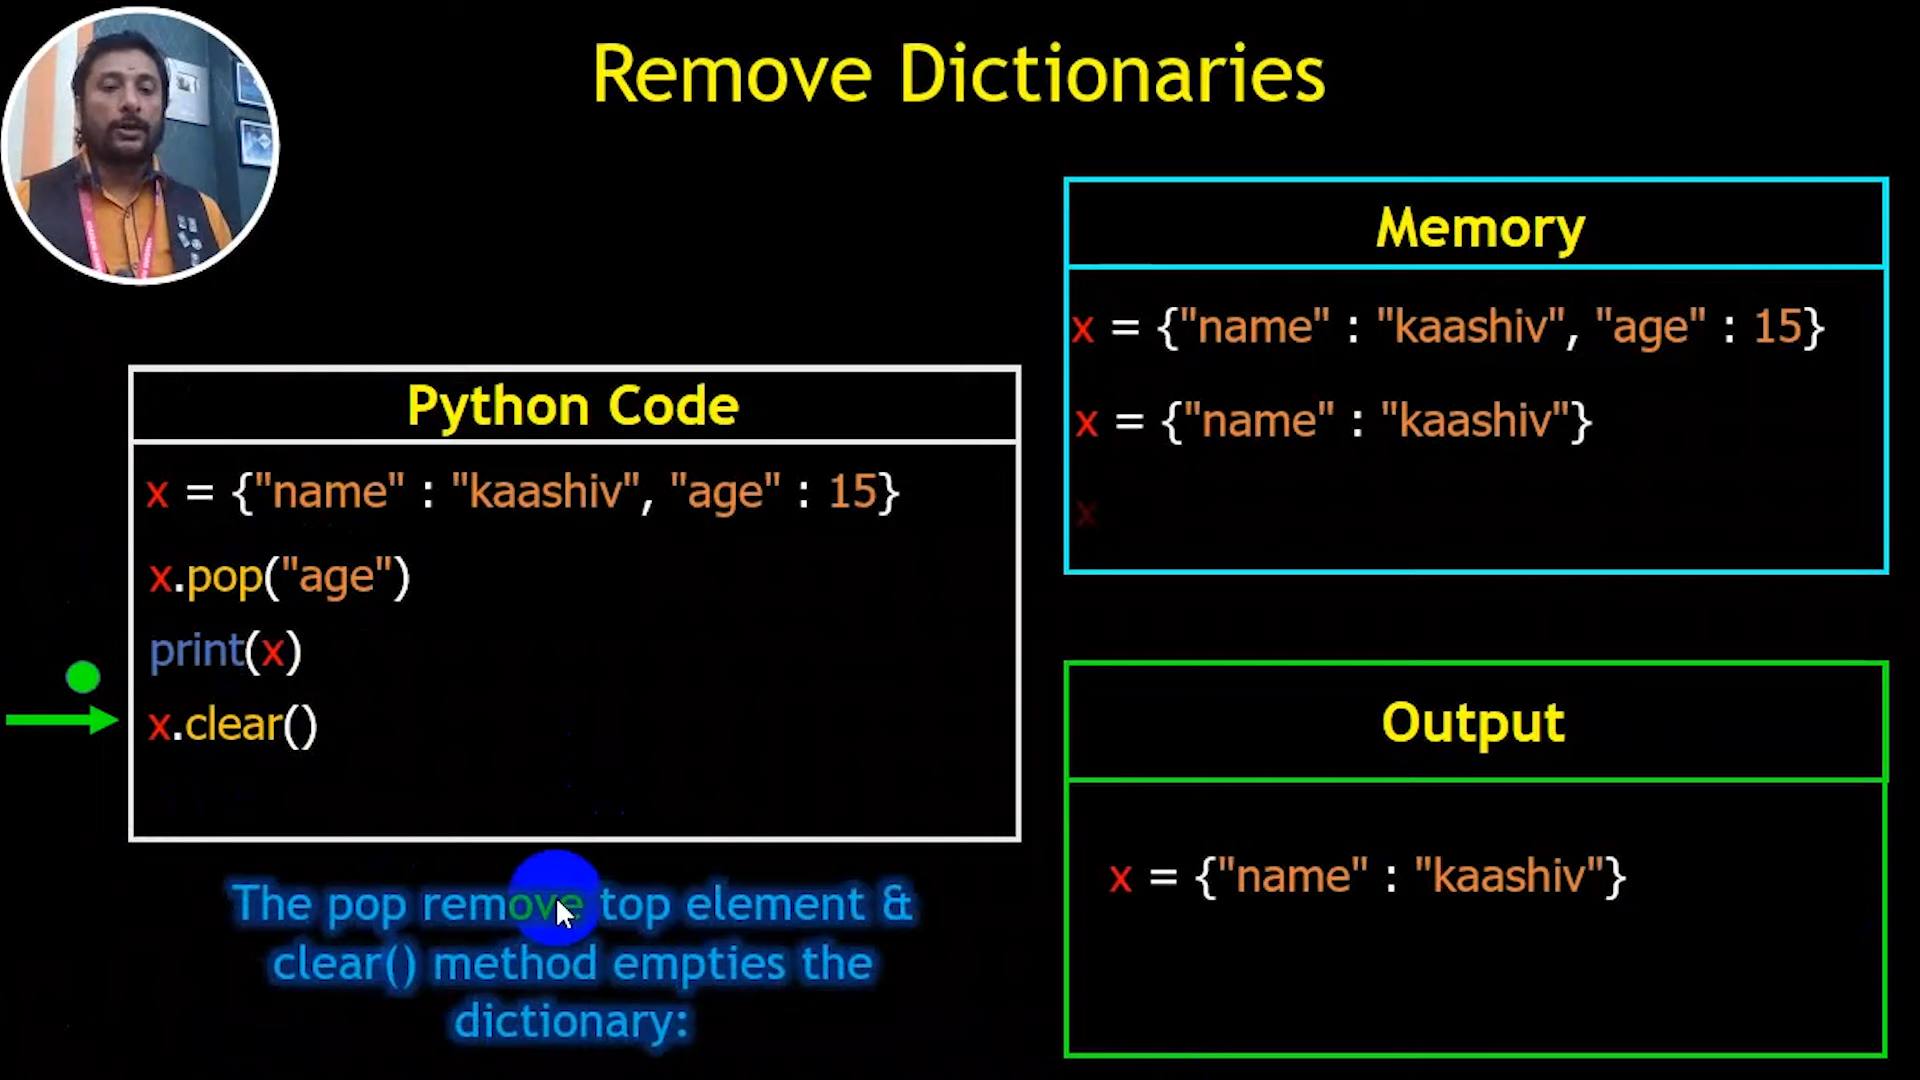 Remove Dictionaries
Memory
x = {"name" : "kaashiv", "age" : 15}
x = {"name" : "kaashiv"}
x
Python Code
x = {"name" : "kaashiv", "age" : 15}
x.pop("age")
print(x)
x.clear()
Output
x = {"name" : "kaashiv"}
The pop remove top element &
clear() method empties the
dictionary: